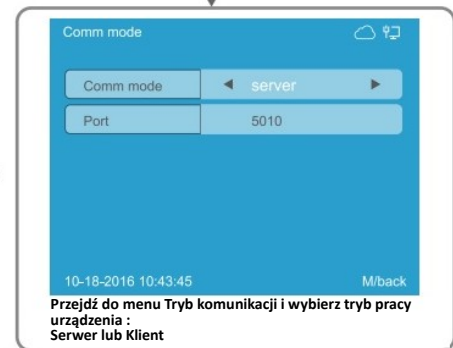 Comm mode
Comm mode ◄ server ►
Port 5010
10-18-2016 10:43:45 M/back
Przejdź do menu Tryb komunikacji i wybierz tryb pracy
urządzenia :
Serwer lub Klient